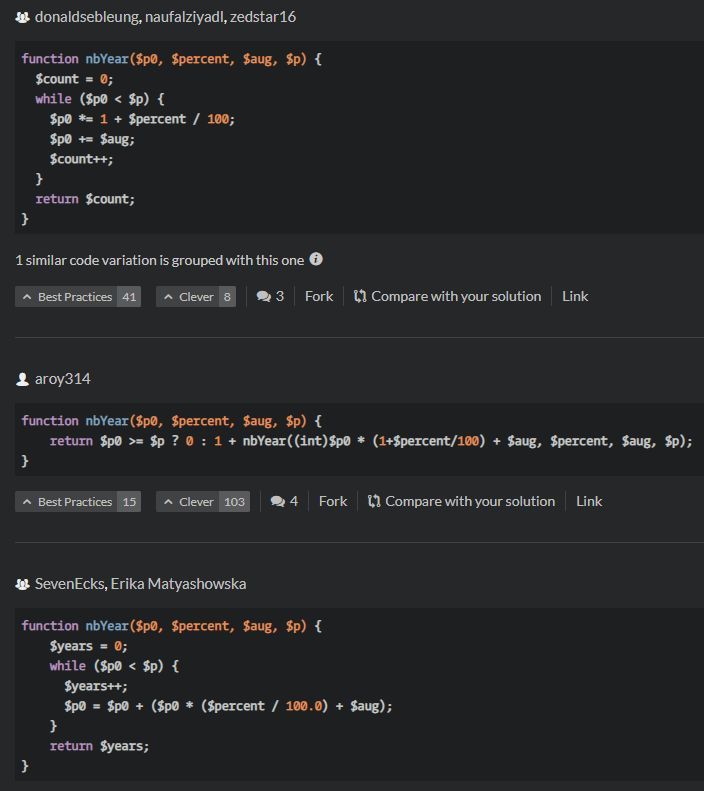 donaldsebleung, naufalziyadl, zedstar16
function nbYear($p0, $percent, $aug, $p) {
  $count = 0;
  while ($p0 < $p) {
    $p0 *= 1 + $percent / 100;
    $p0 += $aug;
    $count++;
  }
  return $count;
}
1 similar code variation is grouped with this one
Best Practices 41 Clever 8 3 Fork Compare with your solution Link
aroy314
function nbYear($p0, $percent, $aug, $p) {
    return $p0 >= $p ? 0 : 1 + nbYear((int)$p0 * (1+$percent/100) + $aug, $percent, $aug, $p);
}
Best Practices 15 Clever 103 4 Fork Compare with your solution Link
SevenEcks, Erika Matyashowska
function nbYear($p0, $percent, $aug, $p) {
    $years = 0;
    while ($p0 < $p) {
      $years++;
      $p0 = $p0 + ($p0 * ($percent / 100.0) + $aug);
    }
    return $years;
}